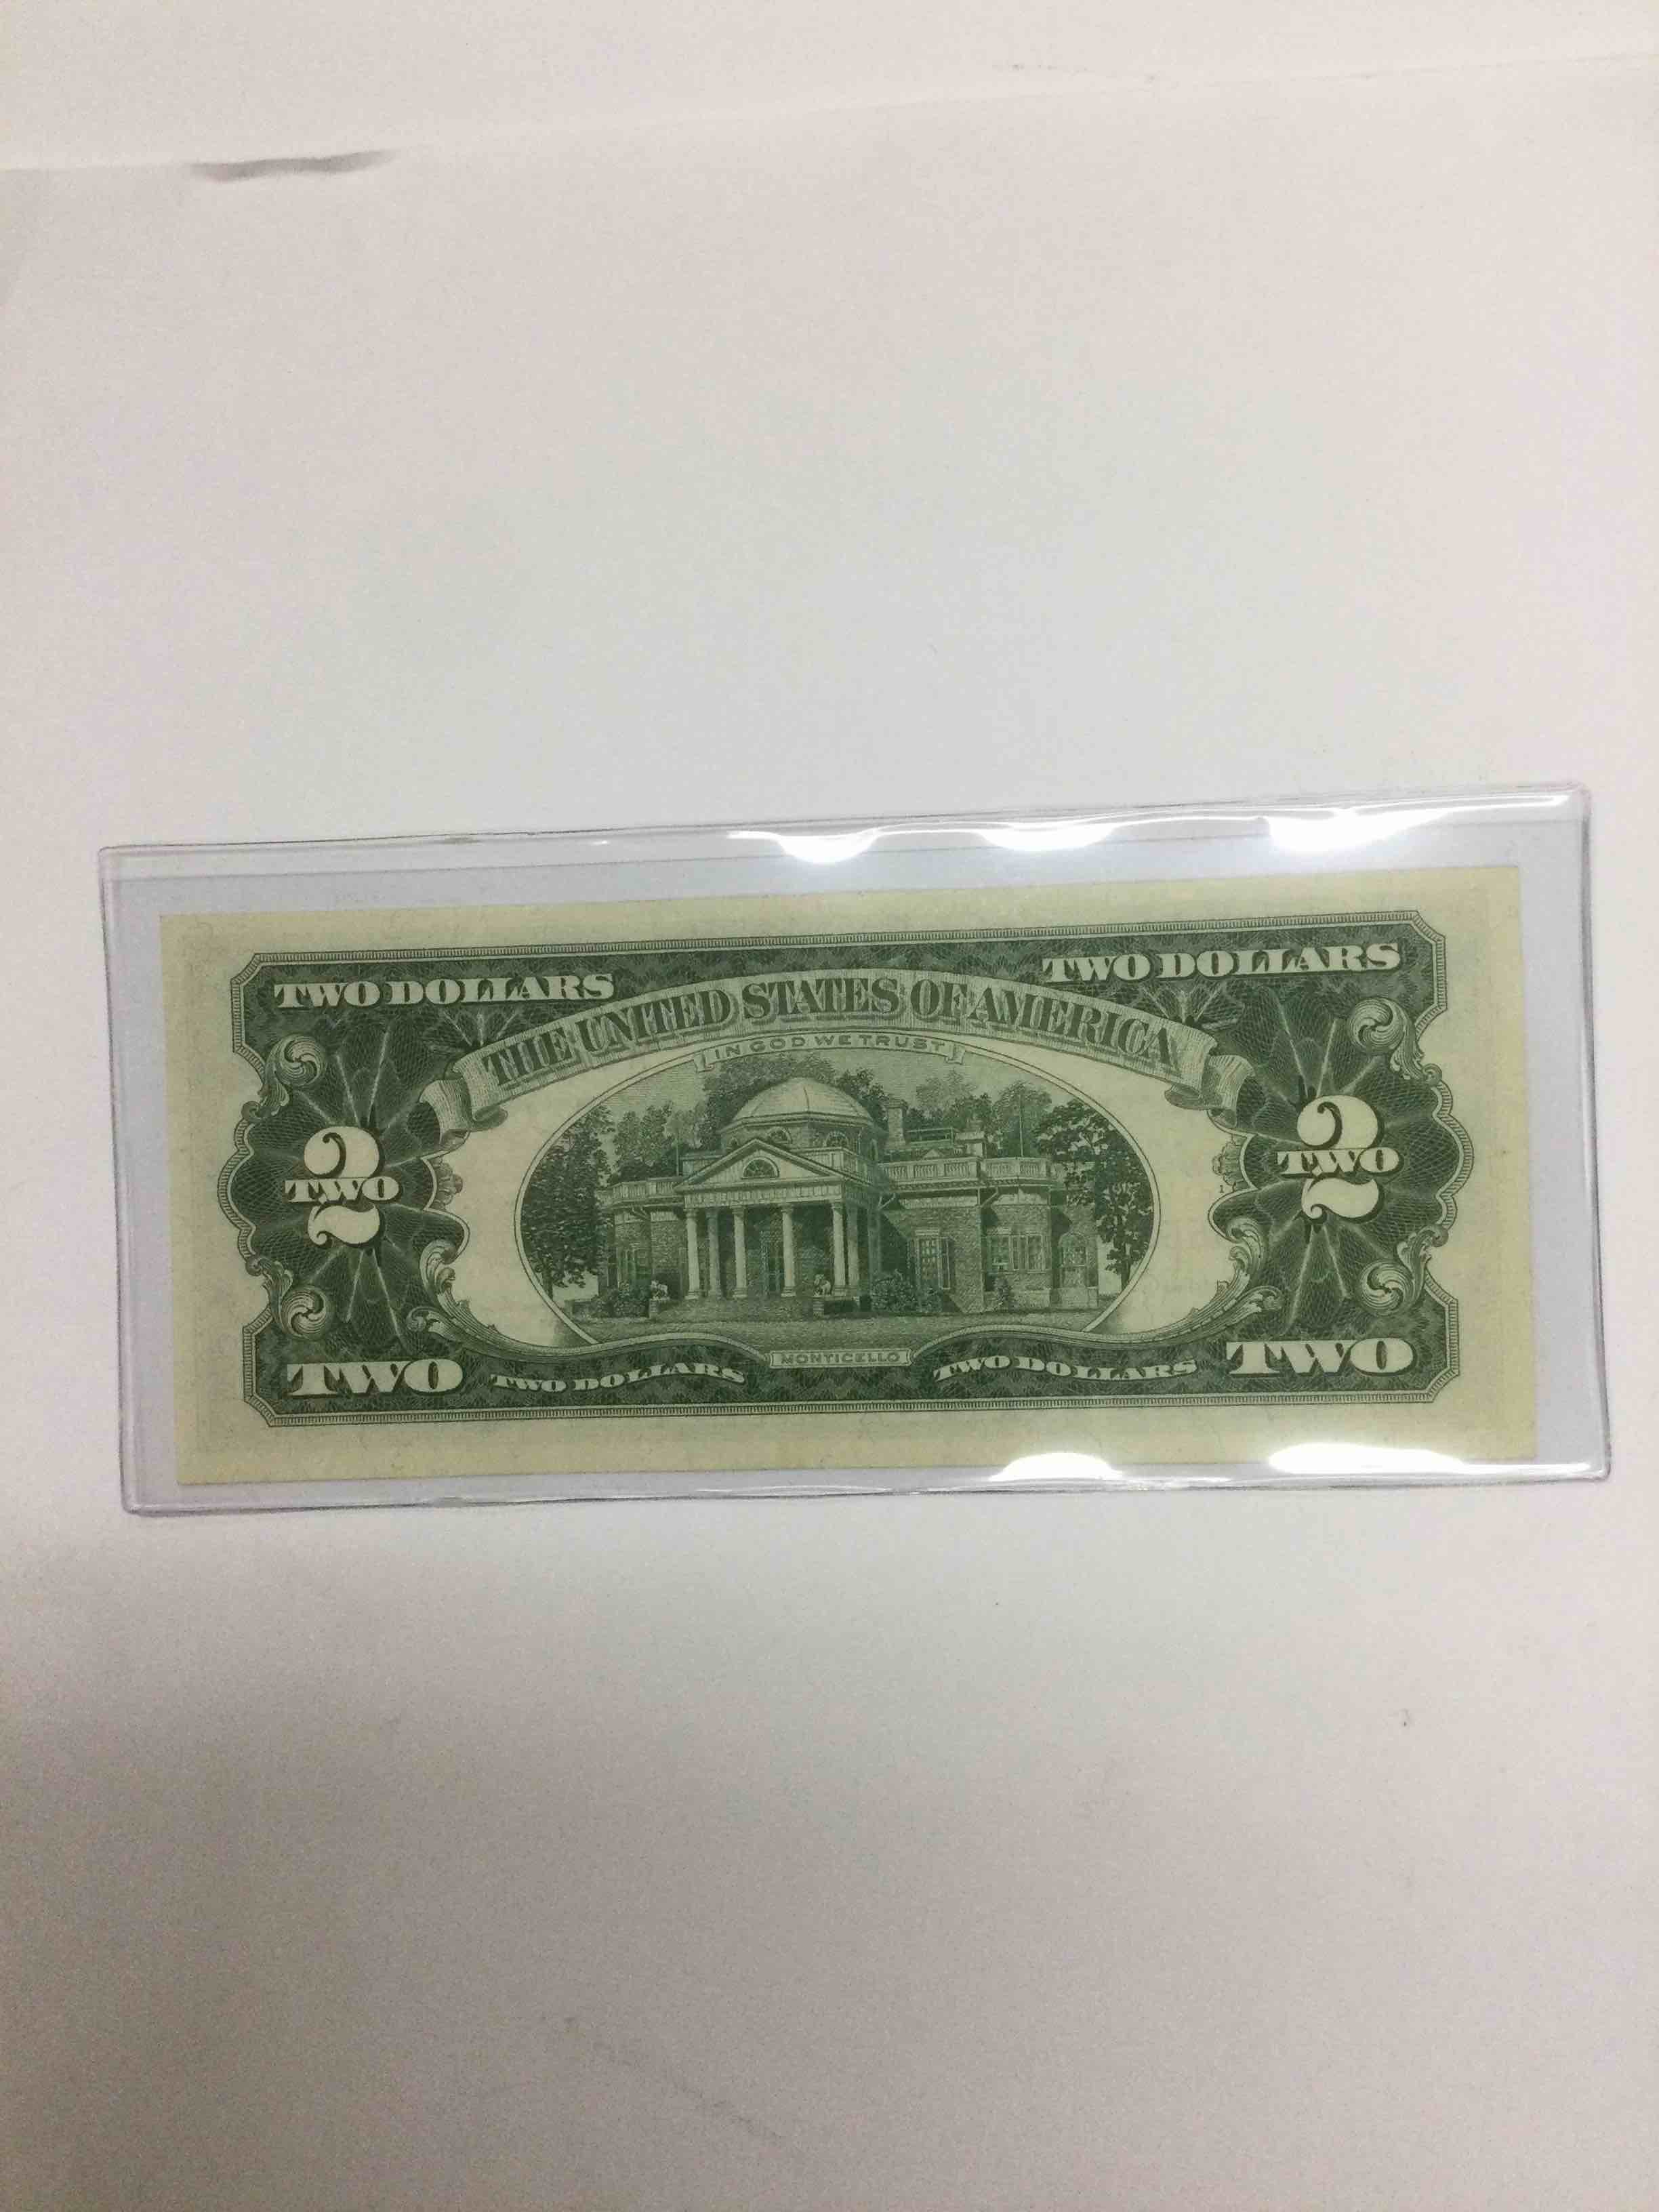 TWO DOLLARS
TWO DOLLARS
THE UNITED STATES OF AMERICA
IN GOD WE TRUST
2
TWO
2
TWO
1
TWO
TWO DOLLARS
MONTICELLO
TWO DOLLARS
TWO